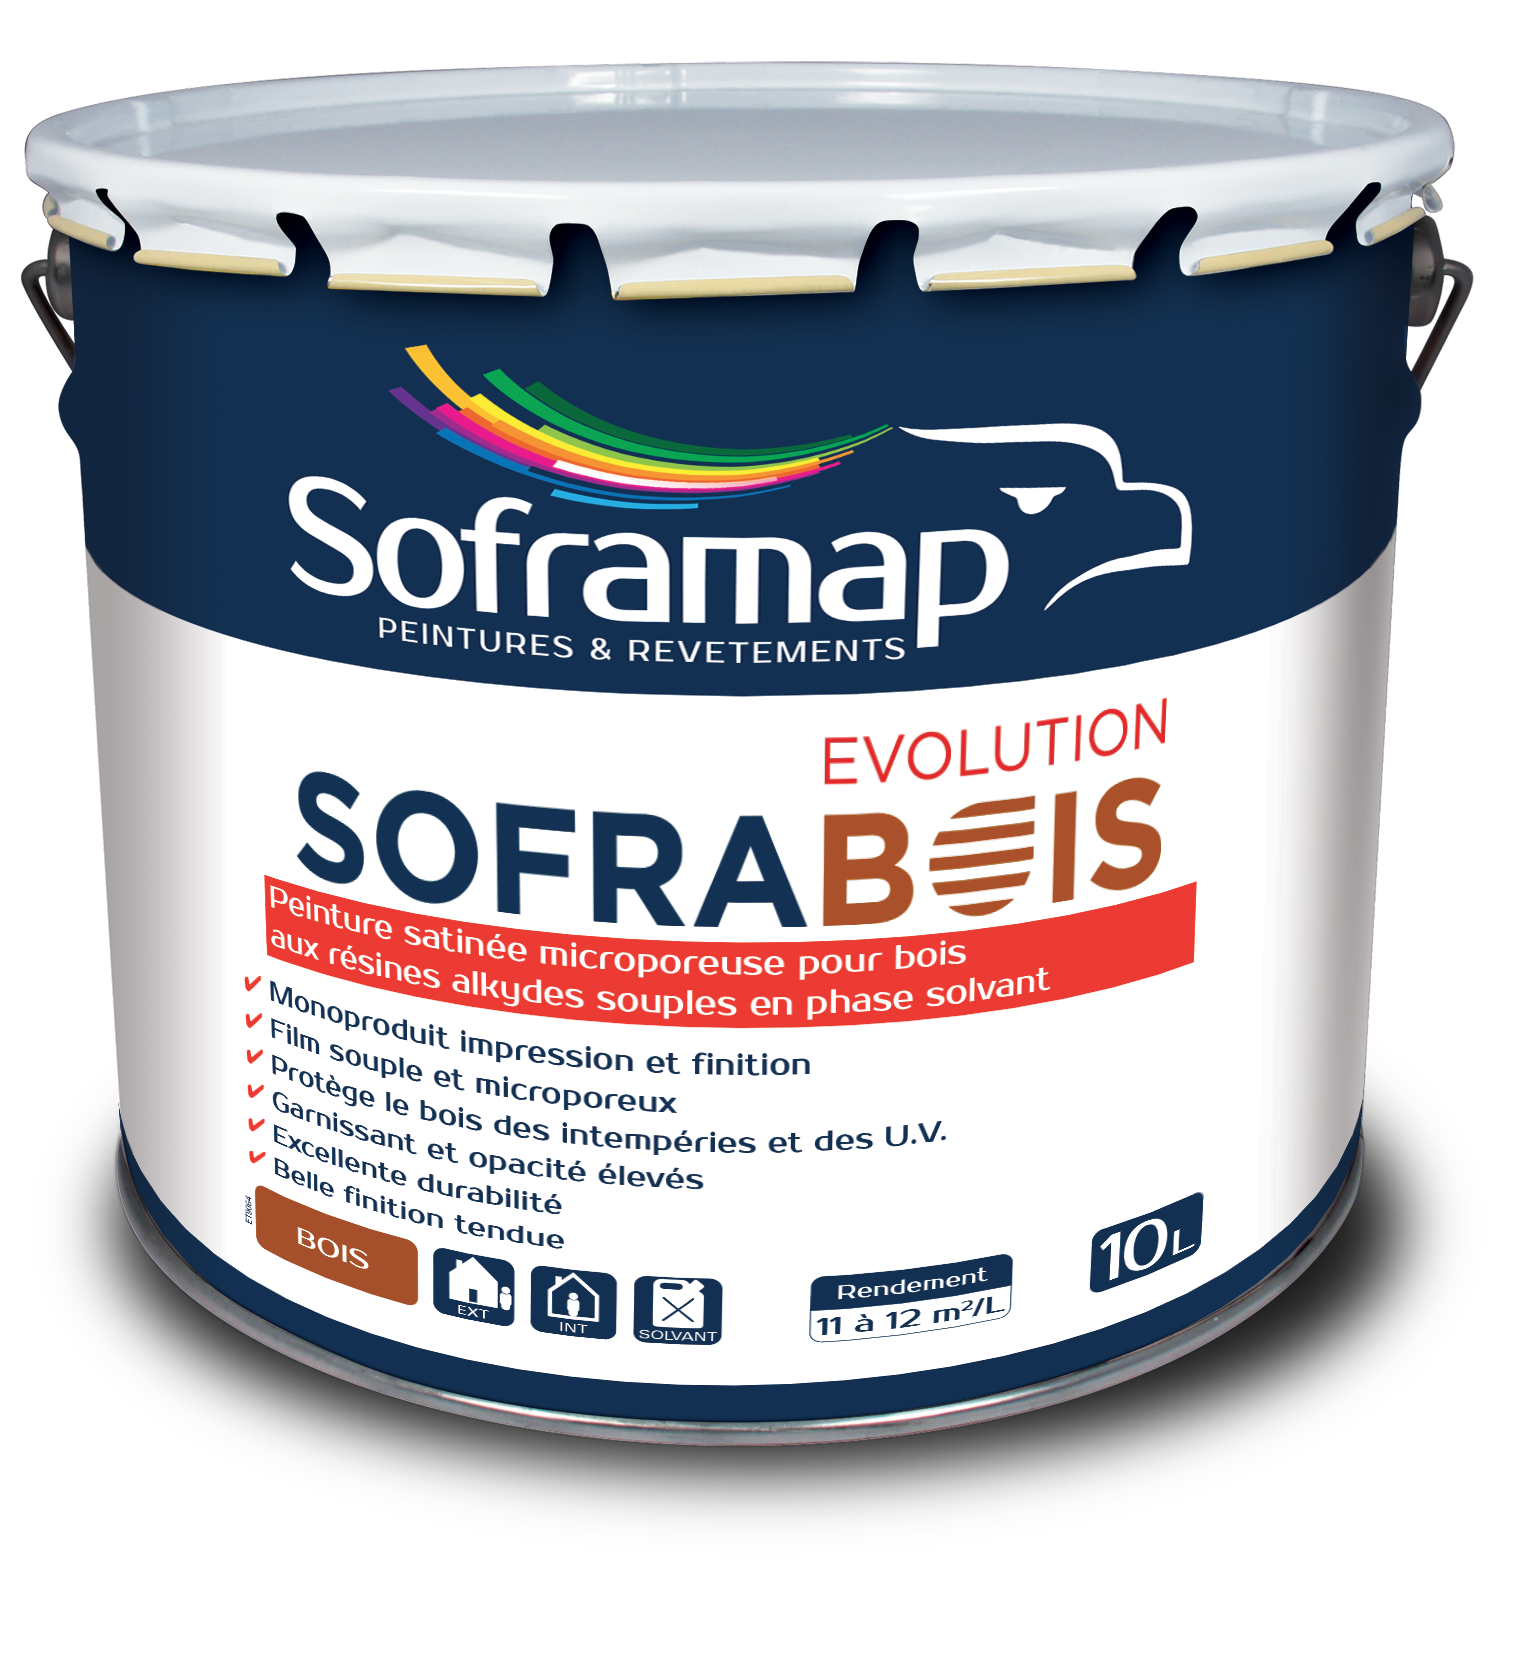 Soframap
PEINTURES & REVETEMENTS
EVOLUTION
SOFRABOIS
Peinture satinée microporeuse pour bois
aux résines alkydes souples en phase solvant
✔ Monoproduit impression et finition
✔ Film souple et microporeux
✔ Protège le bois des intempéries et des U.V.
✔ Garnissant et opacité élevés
✔ Excellente durabilité
✔ Belle finition tendue
BOIS
EXT
INT
SOLVANT
Rendement
11 à 12 m²/L
10L